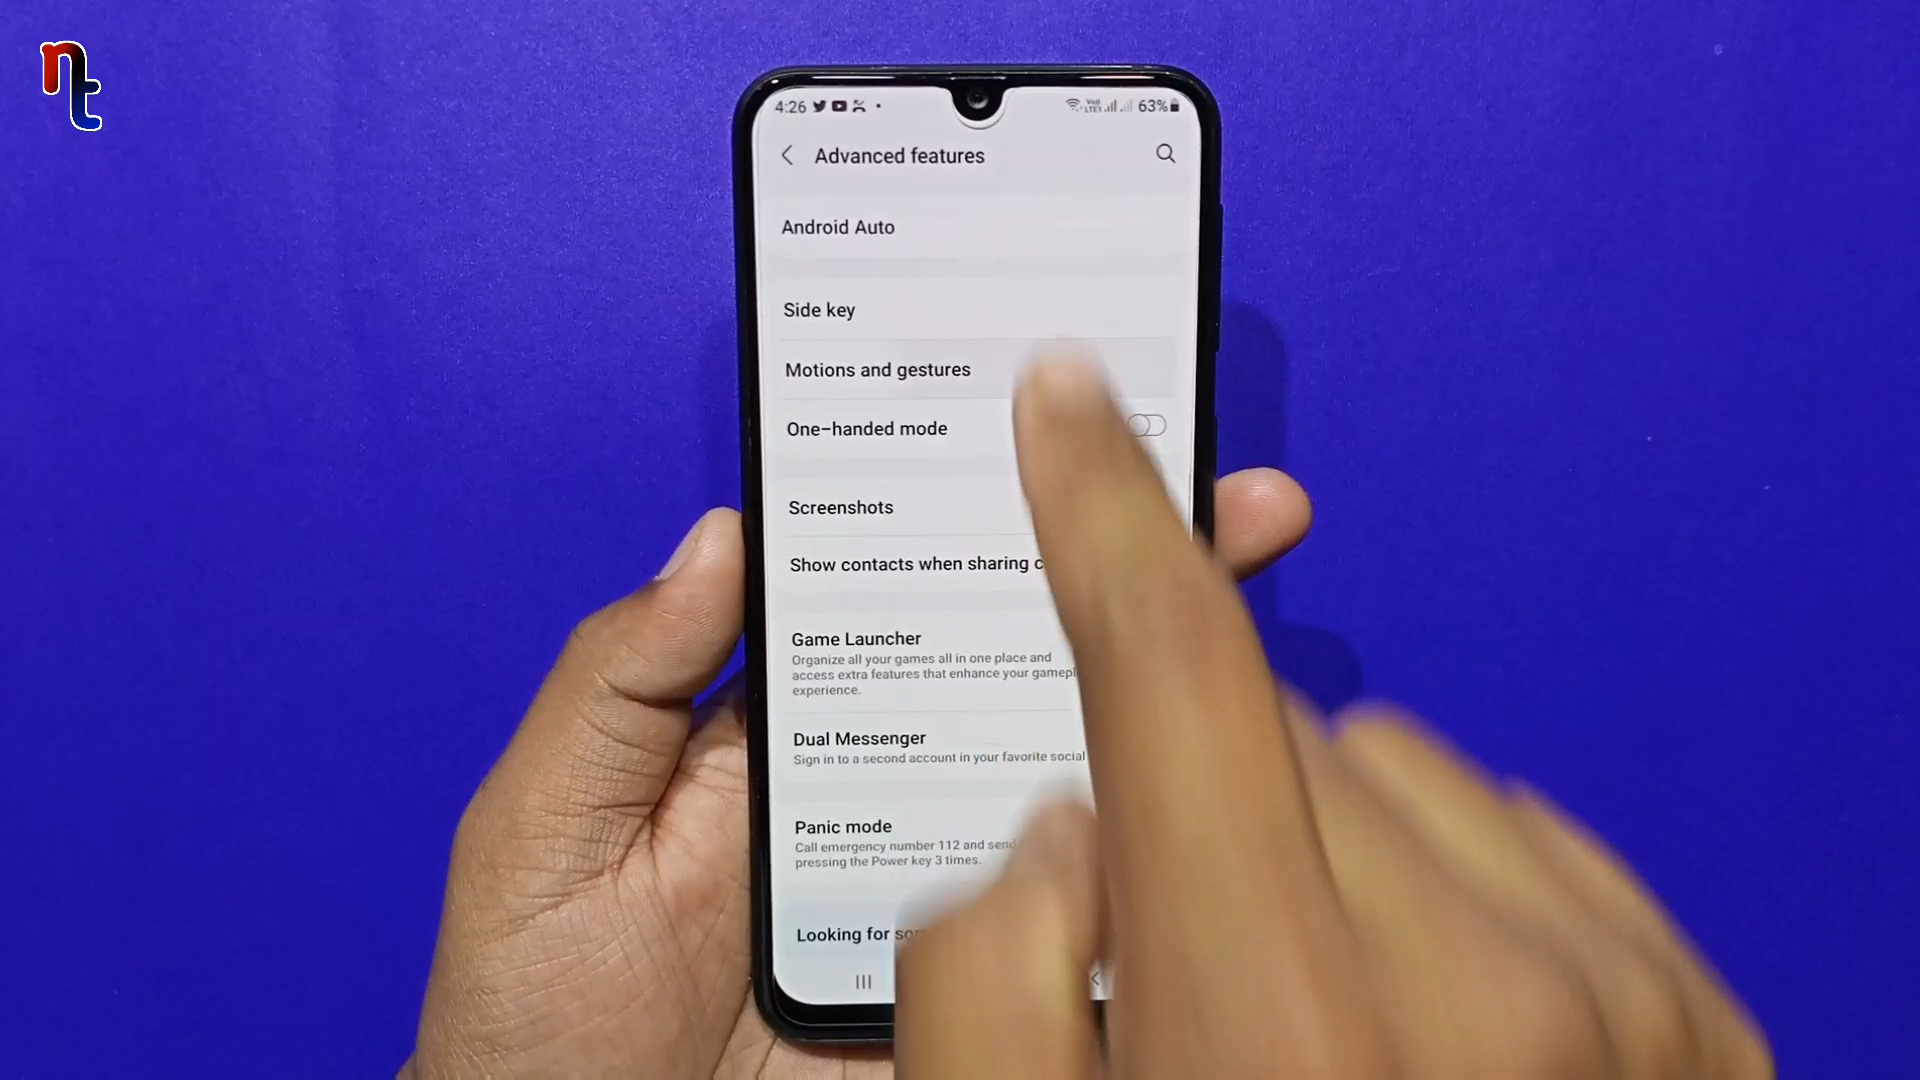 nt
4:26
63%
Advanced features
Android Auto
Side key
Motions and gestures
One-handed mode
Screenshots
Show contacts when sharing
Game Launcher
Organize all your games all in one place and
access extra features that enhance your
experience.
Dual Messenger
Sign in to a second account in your favorite social
Panic mode
Call emergency number 112 and send
pressing the Power key 3 times.
Looking for